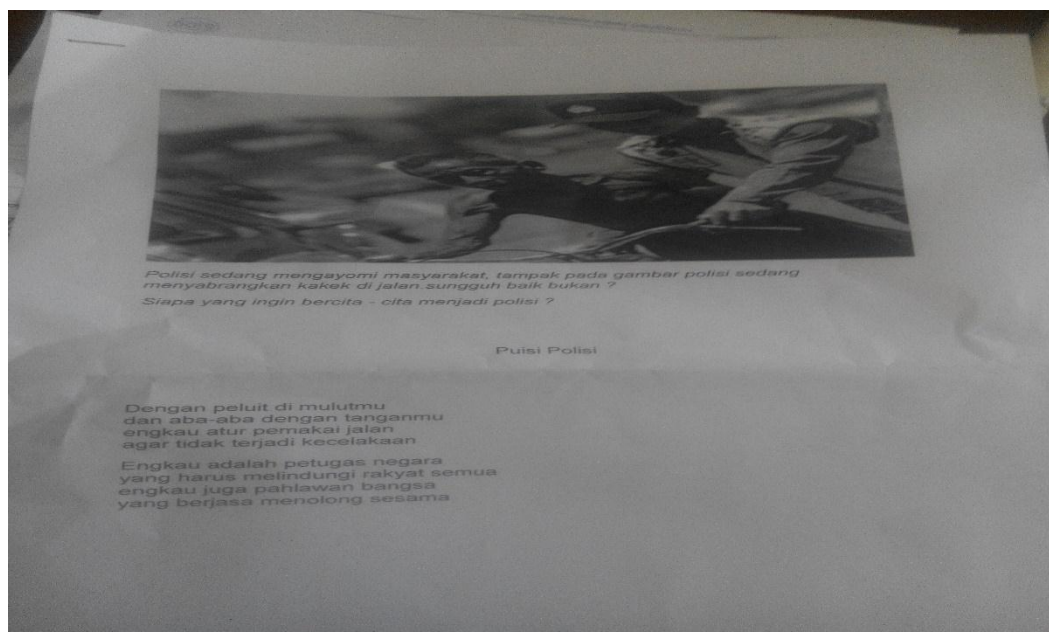 Polisi sedang mengayomi masyarakat, tampak pada gambar polisi sedang
menyabrangkan kakek di jalan.sungguh baik bukan ?
Siapa yang ingin bercita - cita menjadi polisi ?
Puisi Polisi
Dengan peluit di mulutmu
dan aba-aba dengan tanganmu
engkau atur pemakai jalan
agar tidak terjadi kecelakaan
Engkau adalah petugas negara
yang harus melindungi rakyat semua
engkau juga pahlawan bangsa
yang berjasa menolong sesama